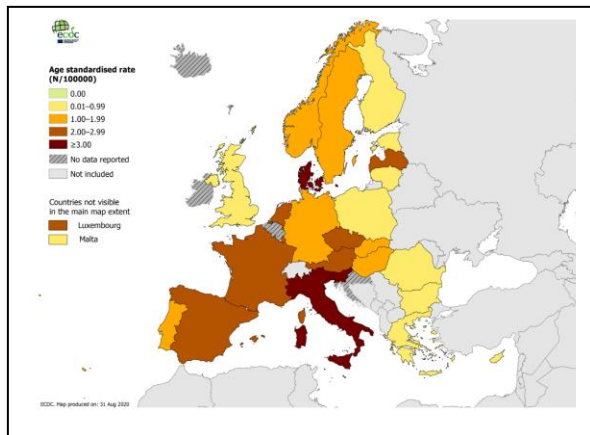 ecdc
Age standardised rate
(N/100000)
0.00
0.01–0.99
1.00–1.99
2.00–2.99
≥3.00
No data reported
Not included
Countries not visible
in the main map extent
Luxembourg
Malta
ECDC. Map produced on: 31 Aug 2020